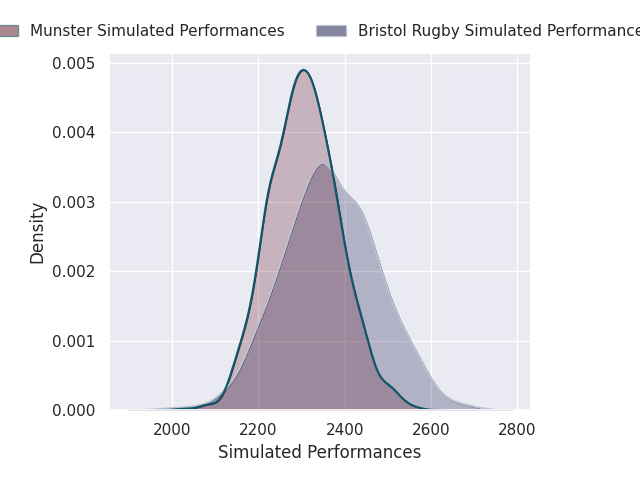 Munster Simulated Performances
Bristol Rugby Simulated Performance
0.005
0.004
0.003
0.002
0.001
0.000
Density
2000 2200 2400 2600 2800
Simulated Performances